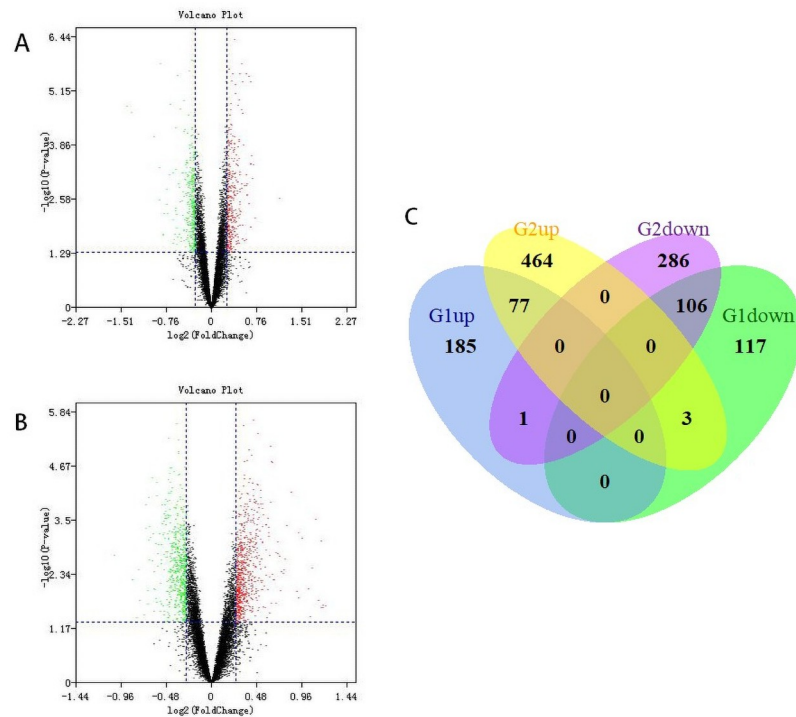 A
Volcano Plot
6.44
5.15
3.86
2.58
1.29
0
-log10(P-value)
-2.27 -1.51 -0.76 0 0.76 1.51 2.27
log2(FoldChange)
B
Volcano Plot
5.84
4.67
3.5
2.34
1.17
0
-log10(P-value)
-1.44 -0.96 -0.48 0 0.48 0.96 1.44
log2(FoldChange)
C
G2up G2down
464 286
G1up 77 0 106 G1down
185 0 0 117
0
1 0 0 3
0